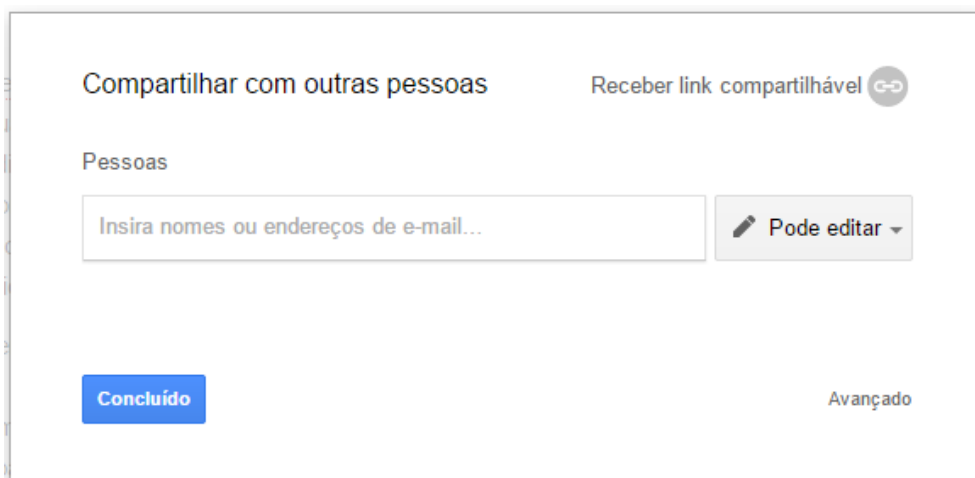 Compartilhar com outras pessoas
Receber link compartilhável
Pessoas
Insira nomes ou endereços de e-mail...
Pode editar
Concluído
Avançado